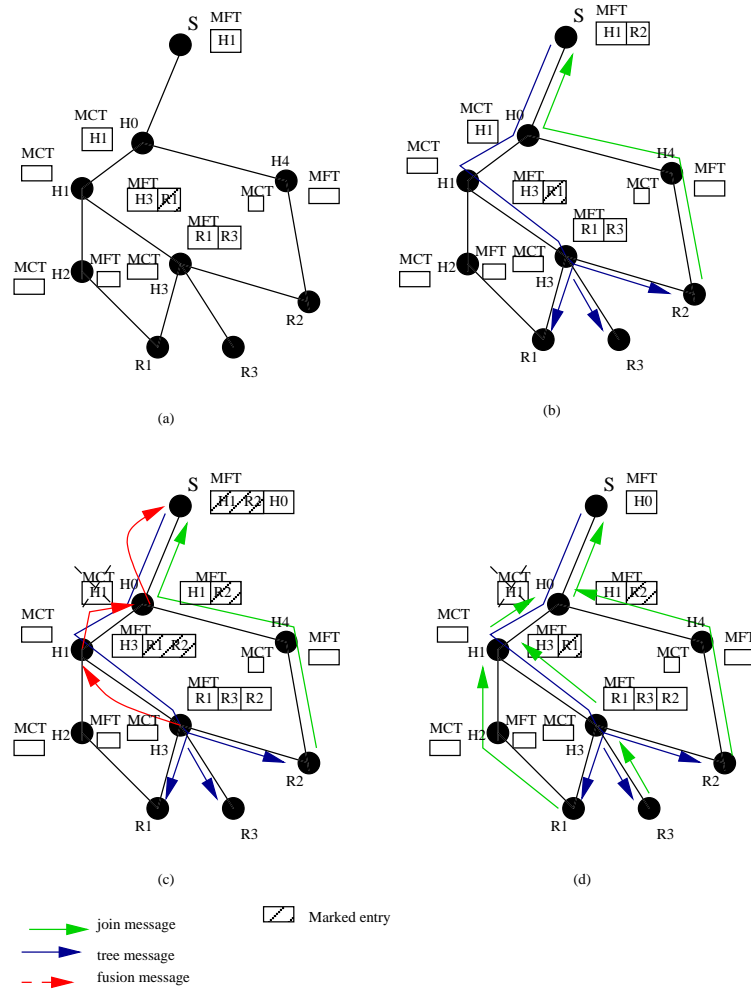 S
MFT
H1
MCT
H1
H0
MCT
H1
MFT
H3 R1
MCT
H4
MFT
MFT
R1 R3
MCT
H2
MFT
MCT
H3
R2
R1
R3
(a)
S
MFT
H1 R2
MCT
H1
H0
MCT
H1
MFT
H3 R1
MCT
H4
MFT
MFT
R1 R3
MCT
H2
MFT
MCT
H3
R2
R1
R3
(b)
S
MFT
H1 R2 H0
MCT
H1
H0
MFT
H1 R2
MCT
H1
MFT
H3 R1 R2
MCT
H4
MFT
MFT
R1 R3 R2
MCT
H2
MFT
MCT
H3
R2
R1
R3
(c)
S
MFT
H0
MCT
H1
H0
MFT
H1 R2
MCT
H1
MFT
H3 R1
MCT
H4
MFT
MFT
R1 R3 R2
MCT
H2
MFT
MCT
H3
R2
R1
R3
(d)
join message
Marked entry
tree message
fusion message